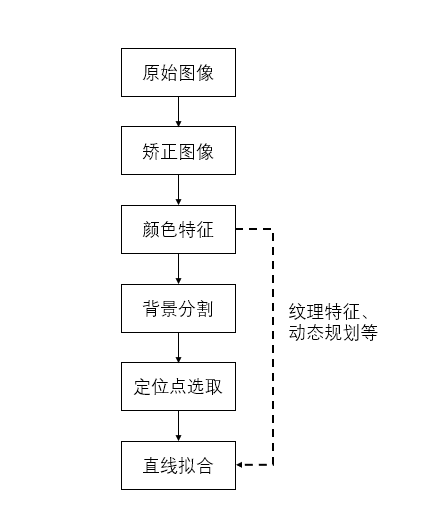 原始图像
矫正图像
颜色特征
背景分割
定位点选取
直线拟合
纹理特征、
动态规划等